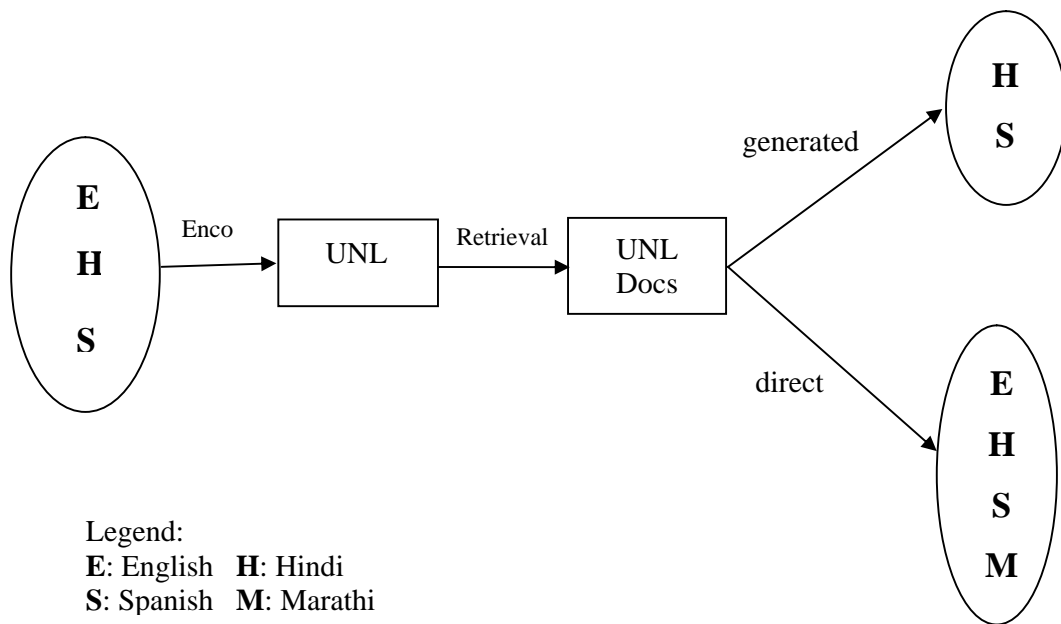 E
H
S
Enco
UNL
Retrieval
UNL
Docs
generated
H
S
direct
E
H
S
M
Legend:
E: English H: Hindi
S: Spanish M: Marathi